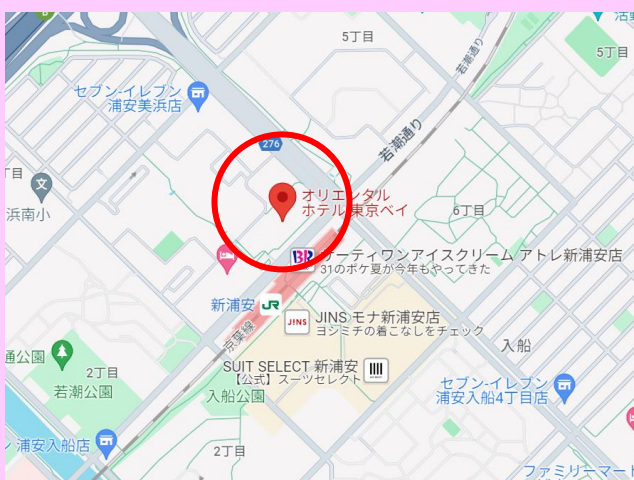 5丁目
活動
5丁目
若潮通り
セブン-イレブン
浦安美浜店
276
若潮通り
丁目
文
浜南小
オリエンタル
ホテル 東京ベイ
6丁目
BR
サーティワンアイスクリーム アトレ新浦安店
31のポケ夏が今年もやってきた
新浦安
JR
JINS
JINS モナ新浦安店
ヨシミチの着こなしをチェック
京葉線
入船
通公園
2丁目
若潮公園
SUIT SELECT 新浦安
【公式】スーツセレクト
入船公園
セブン-イレブン
浦安入船4丁目店
浦安入船店
2丁目
ファミリーマート